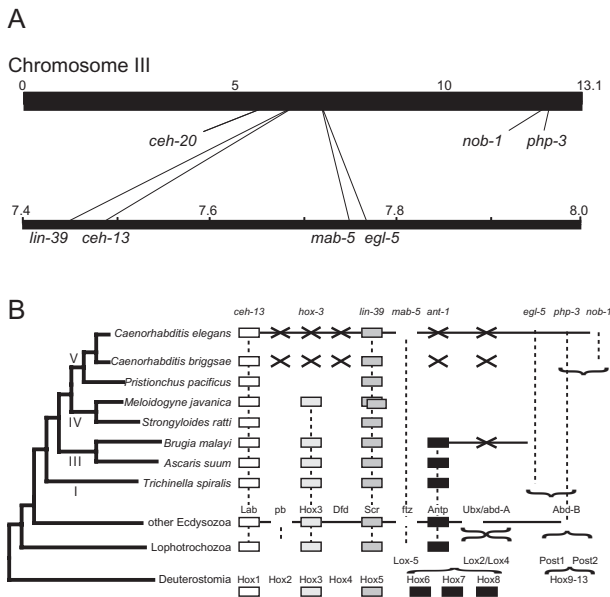 A
Chromosome III
0 5 10 13.1
ceh-20 nob-1 php-3
7.4 7.6 7.8 8.0
lin-39 ceh-13 mab-5 egl-5
B
ceh-13 hox-3 lin-39 mab-5 ant-1 egl-5 php-3 nob-1
Caenorhabditis elegans
V
Caenorhabditis briggsae
Pristionchus pacificus
Meloidogyne javanica
IV
Strongyloides ratti
Brugia malayi
III
Ascaris suum
I
Trichinella spiralis
Lab pb Hox3 Dfd Scr ftz Antp Ubx/abd-A Abd-B
other Ecdysozoa
Lophotrochozoa
Lox-5 Lox2/Lox4 Post1 Post2
Deuterostomia Hox1 Hox2 Hox3 Hox4 Hox5 Hox6 Hox7 Hox8 Hox9-13